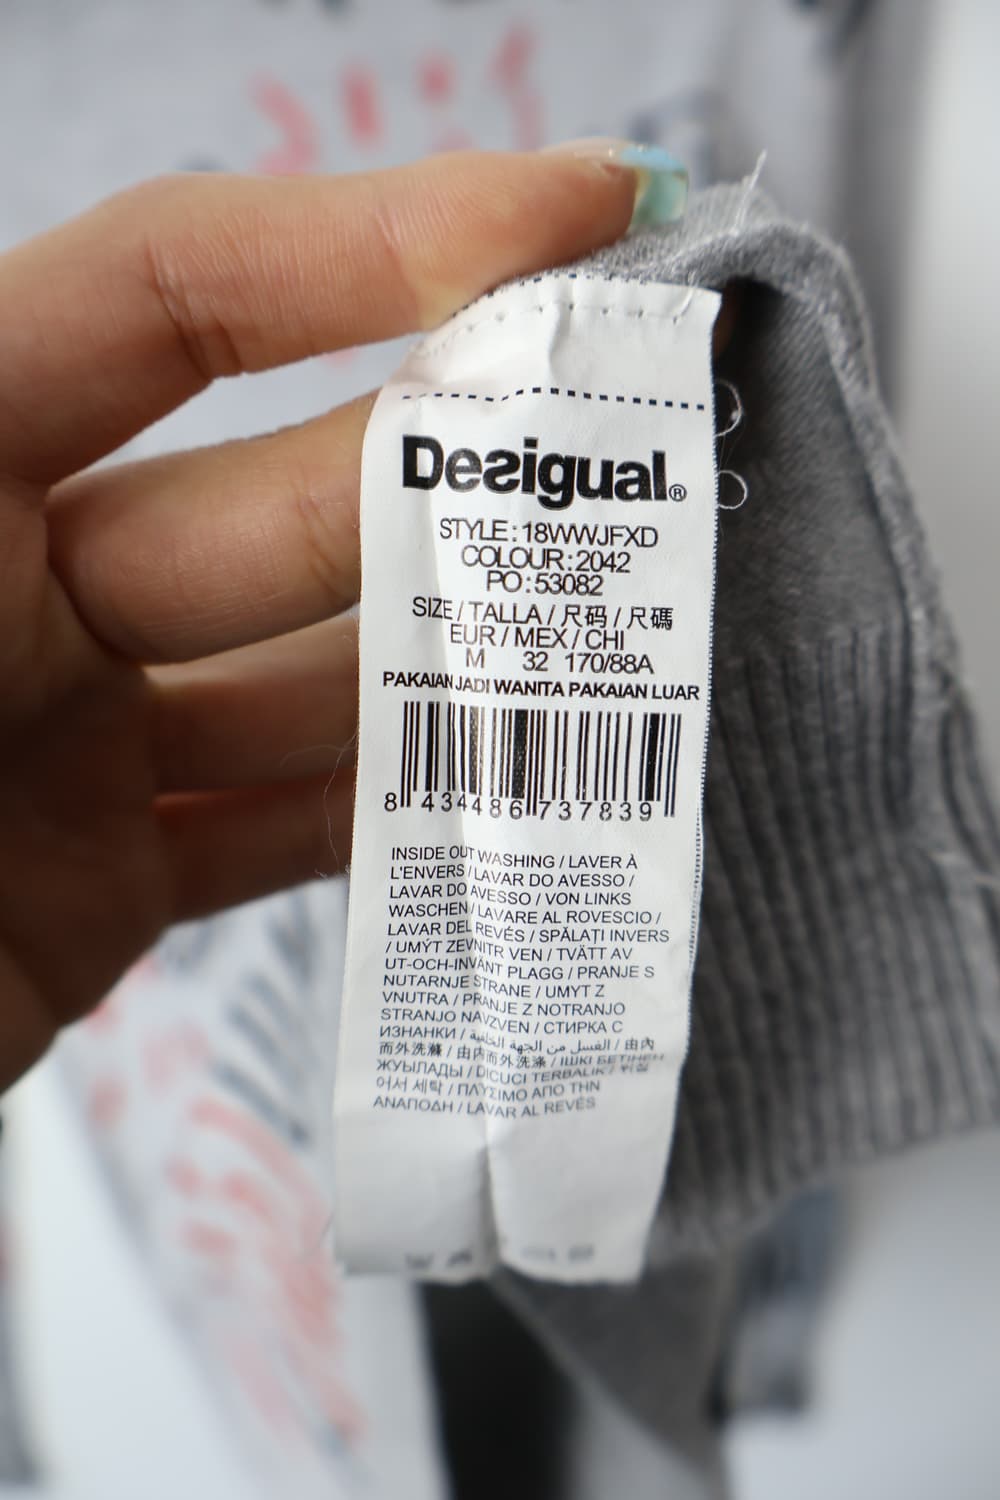 Desigual®
STYLE:18WWJFXD
COLOUR:2042
PO:53082
SIZE / TALLA / 尺码 / 尺碼
EUR / MEX / CHI
M 32 170/88A
PAKAIAN JADI WANITA PAKAIAN LUAR
8 434486 737839
INSIDE OUT WASHING / LAVER À
L'ENVERS / LAVAR DO AVESSO /
LAVAR DO AVESSO / VON LINKS
WASCHEN / LAVARE AL ROVESCIO /
LAVAR DEL REVÉS / SPĂLAȚI INVERS
/ UMÝT ZEVNITR VEN / TVÄTT AV
UT-OCH-INVÄNT PLAGG / PRANJE S
NUTARNJE STRANE / UMYT Z
VNUTRA / PRANJE Z NOTRANJO
STRANJO NAVZVEN / СТИРКА С
ИЗНАНКИ / الغسل من الجهة الخلفية / 由內
而外洗滌 / 由内而外洗涤 / ІШКІ БЕТІНЕН
ЖУЫЛАДЫ / DICUCI TERBALIK / 뒤집
어서 세탁 / ΠΛΥΣΙΜΟ ΑΠΟ ΤΗΝ
ΑΝΑΠΟΔΗ / LAVAR AL REVÉS